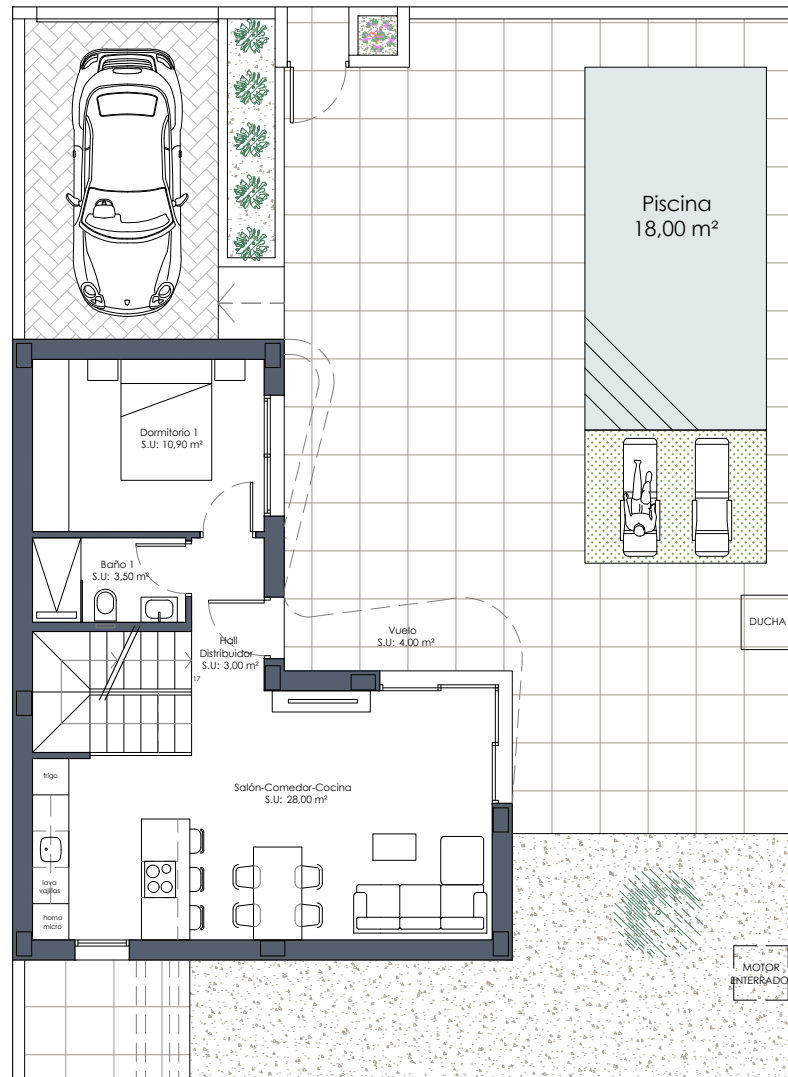 Piscina
18,00 m²
Dormitorio 1
S.U: 10,90 m²
Baño 1
S.U: 3,50 m²
DUCHA
Vuelo
S.U: 4,00 m²
Hall
Distribuidor
S.U: 3,00 m²
17
frigo
Salón-Comedor-Cocina
S.U: 28,00 m²
lava
vajillas
horno
micro
MOTOR
ENTERRADO